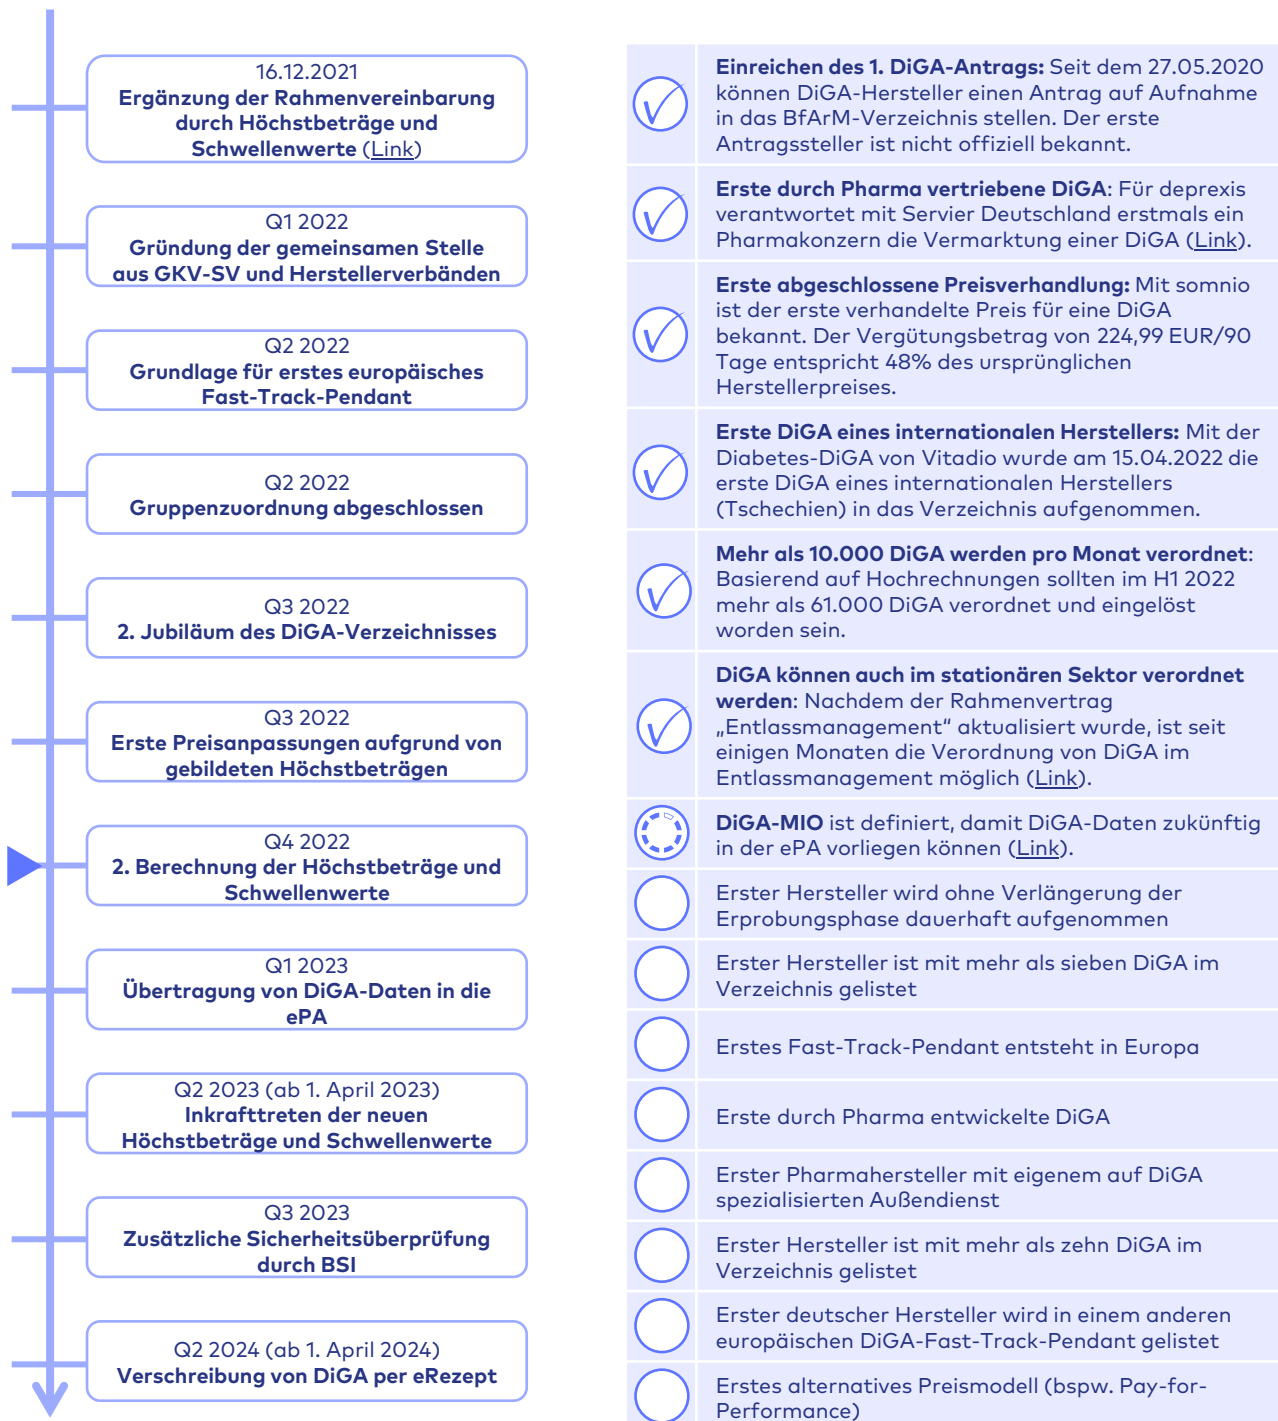 16.12.2021
Ergänzung der Rahmenvereinbarung
durch Höchstbeträge und
Schwellenwerte (Link)
Q1 2022
Gründung der gemeinsamen Stelle
aus GKV-SV und Herstellerverbänden
Q2 2022
Grundlage für erstes europäisches
Fast-Track-Pendant
Q2 2022
Gruppenzuordnung abgeschlossen
Q3 2022
2. Jubiläum des DiGA-Verzeichnisses
Q3 2022
Erste Preisanpassungen aufgrund von
gebildeten Höchstbeträgen
Q4 2022
2. Berechnung der Höchstbeträge und
Schwellenwerte
Q1 2023
Übertragung von DiGA-Daten in die
ePA
Q2 2023 (ab 1. April 2023)
Inkrafttreten der neuen
Höchstbeträge und Schwellenwerte
Q3 2023
Zusätzliche Sicherheitsüberprüfung
durch BSI
Q2 2024 (ab 1. April 2024)
Verschreibung von DiGA per eRezept
Einreichen des 1. DiGA-Antrags: Seit dem 27.05.2020
können DiGA-Hersteller einen Antrag auf Aufnahme
in das BfArM-Verzeichnis stellen. Der erste
Antragssteller ist nicht offiziell bekannt.
Erste durch Pharma vertriebene DiGA: Für deprexis
verantwortet mit Servier Deutschland erstmals ein
Pharmakonzern die Vermarktung einer DiGA (Link).
Erste abgeschlossene Preisverhandlung: Mit somnio
ist der erste verhandelte Preis für eine DiGA
bekannt. Der Vergütungsbetrag von 224,99 EUR/90
Tage entspricht 48% des ursprünglichen
Herstellerpreises.
Erste DiGA eines internationalen Herstellers: Mit der
Diabetes-DiGA von Vitadio wurde am 15.04.2022 die
erste DiGA eines internationalen Herstellers
(Tschechien) in das Verzeichnis aufgenommen.
Mehr als 10.000 DiGA werden pro Monat verordnet:
Basierend auf Hochrechnungen sollten im H1 2022
mehr als 61.000 DiGA verordnet und eingelöst
worden sein.
DiGA können auch im stationären Sektor verordnet
werden: Nachdem der Rahmenvertrag
„Entlassmanagement“ aktualisiert wurde, ist seit
einigen Monaten die Verordnung von DiGA im
Entlassmanagement möglich (Link).
DiGA-MIO ist definiert, damit DiGA-Daten zukünftig
in der ePA vorliegen können (Link).
Erster Hersteller wird ohne Verlängerung der
Erprobungsphase dauerhaft aufgenommen
Erster Hersteller ist mit mehr als sieben DiGA im
Verzeichnis gelistet
Erstes Fast-Track-Pendant entsteht in Europa
Erste durch Pharma entwickelte DiGA
Erster Pharmahersteller mit eigenem auf DiGA
spezialisierten Außendienst
Erster Hersteller ist mit mehr als zehn DiGA im
Verzeichnis gelistet
Erster deutscher Hersteller wird in einem anderen
europäischen DiGA-Fast-Track-Pendant gelistet
Erstes alternatives Preismodell (bspw. Pay-for-
Performance)